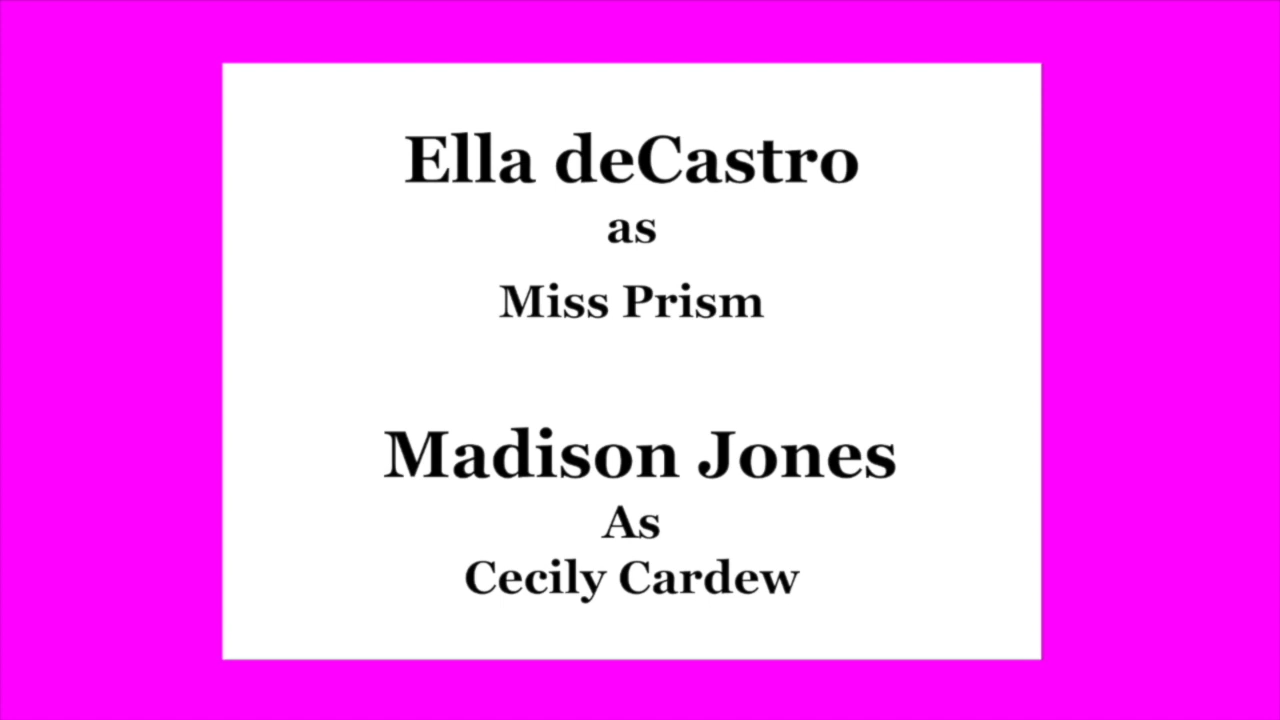 Ella deCastro
as
Miss Prism
Madison Jones
As
Cecily Cardew